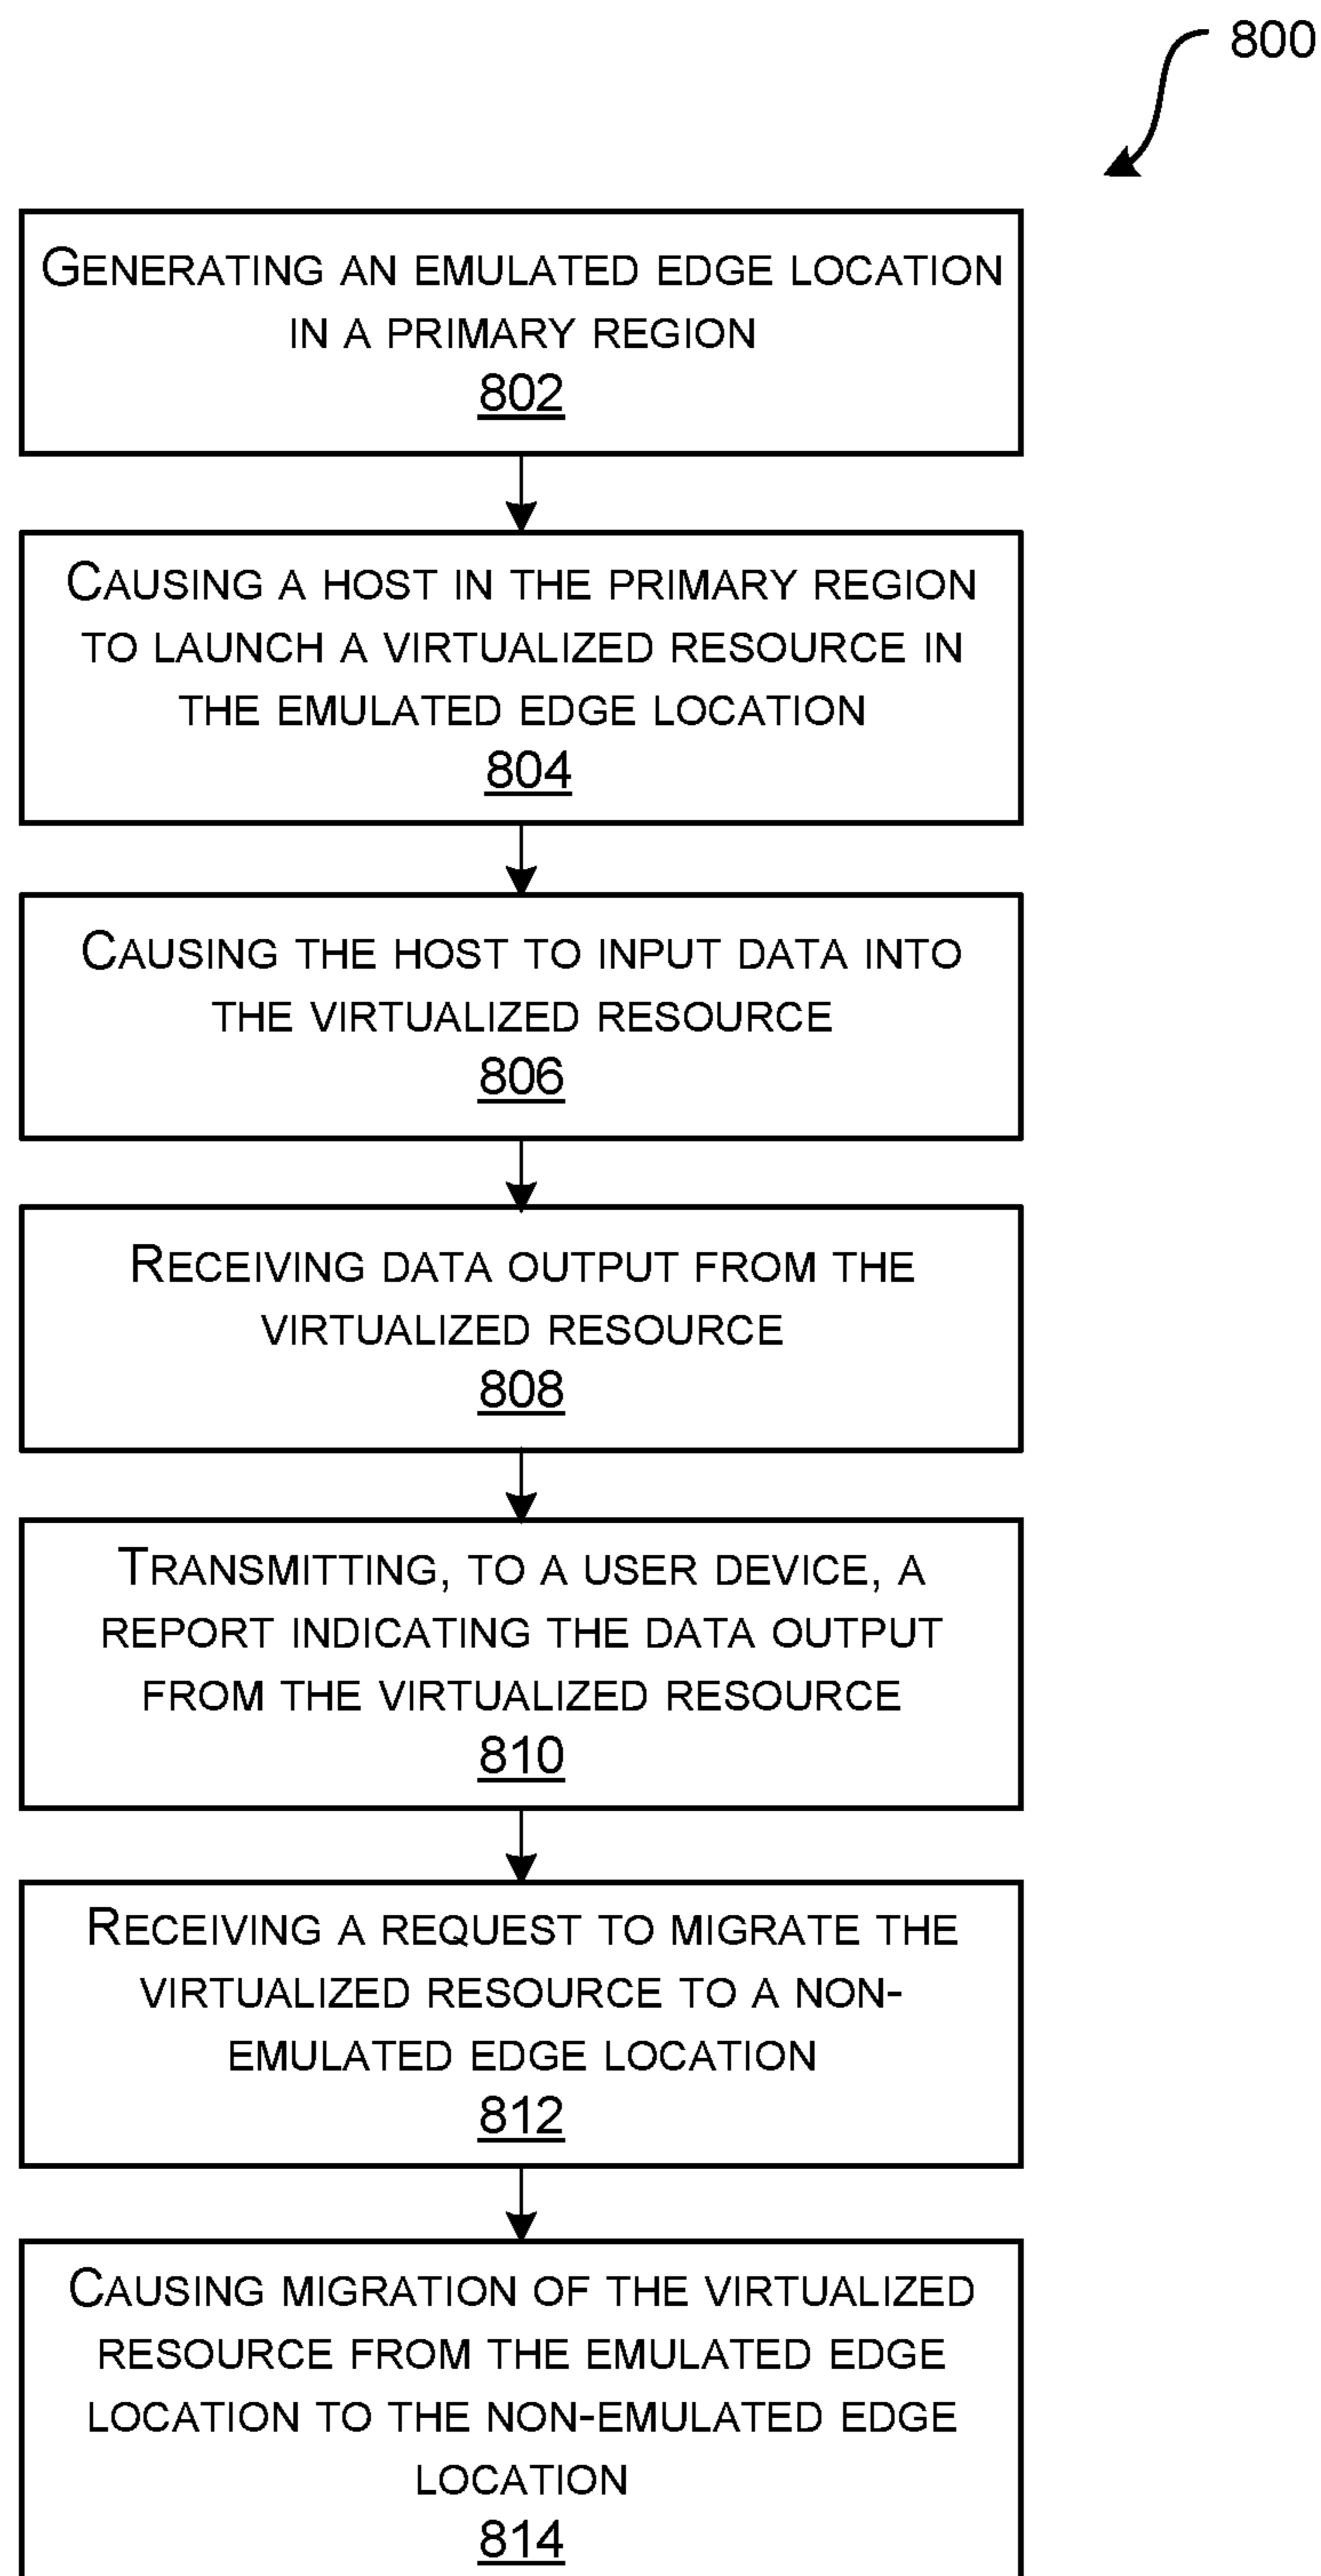 800
GENERATING AN EMULATED EDGE LOCATION
IN A PRIMARY REGION
802
CAUSING A HOST IN THE PRIMARY REGION
TO LAUNCH A VIRTUALIZED RESOURCE IN
THE EMULATED EDGE LOCATION
804
CAUSING THE HOST TO INPUT DATA INTO
THE VIRTUALIZED RESOURCE
806
RECEIVING DATA OUTPUT FROM THE
VIRTUALIZED RESOURCE
808
TRANSMITTING, TO A USER DEVICE, A
REPORT INDICATING THE DATA OUTPUT
FROM THE VIRTUALIZED RESOURCE
810
RECEIVING A REQUEST TO MIGRATE THE
VIRTUALIZED RESOURCE TO A NON-
EMULATED EDGE LOCATION
812
CAUSING MIGRATION OF THE VIRTUALIZED
RESOURCE FROM THE EMULATED EDGE
LOCATION TO THE NON-EMULATED EDGE
LOCATION
814